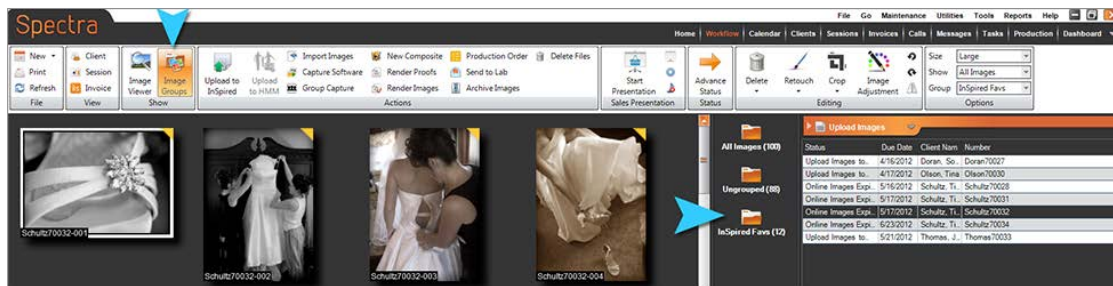 Spectra
File Go Maintenance Utilities Tools Reports Help
Home Workflow Calendar Clients Sessions Invoices Calls Messages Tasks Production Dashboard
New
Print
Refresh
File
Client
Session
Invoice
View
Image Viewer
Image Groups
Show
Upload to InSpired
Upload to HMM
Import Images
Capture Software
Group Capture
New Composite
Render Proofs
Render Images
Production Order
Send to Lab
Archive Images
Delete Files
Actions
Start Presentation
Sales Presentation
Advance Status
Status
Delete
Retouch
Crop
Image Adjustment
Editing
Size Large
Show All Images
Group InSpired Favs
Options
Schultz70032-001
Schultz70032-002
Schultz70032-003
Schultz70032-004
All Images (100)
Ungrouped (88)
InSpired Favs (12)
Upload Images
Status Due Date Client Nam Number
Upload Images to.. 4/16/2012 Doran, So.. Doran70027
Upload Images to.. 4/17/2012 Olson, Tina Olson70030
Online Images Expi.. 5/16/2012 Schultz, Ti.. Schultz70028
Online Images Expi.. 5/17/2012 Schultz, Ti.. Schultz70031
Online Images Expi.. 5/17/2012 Schultz, Ti.. Schultz70032
Online Images Expi.. 6/23/2012 Schultz, Ti.. Schultz70034
Upload Images to.. 5/21/2012 Thomas, J.. Thomas70033